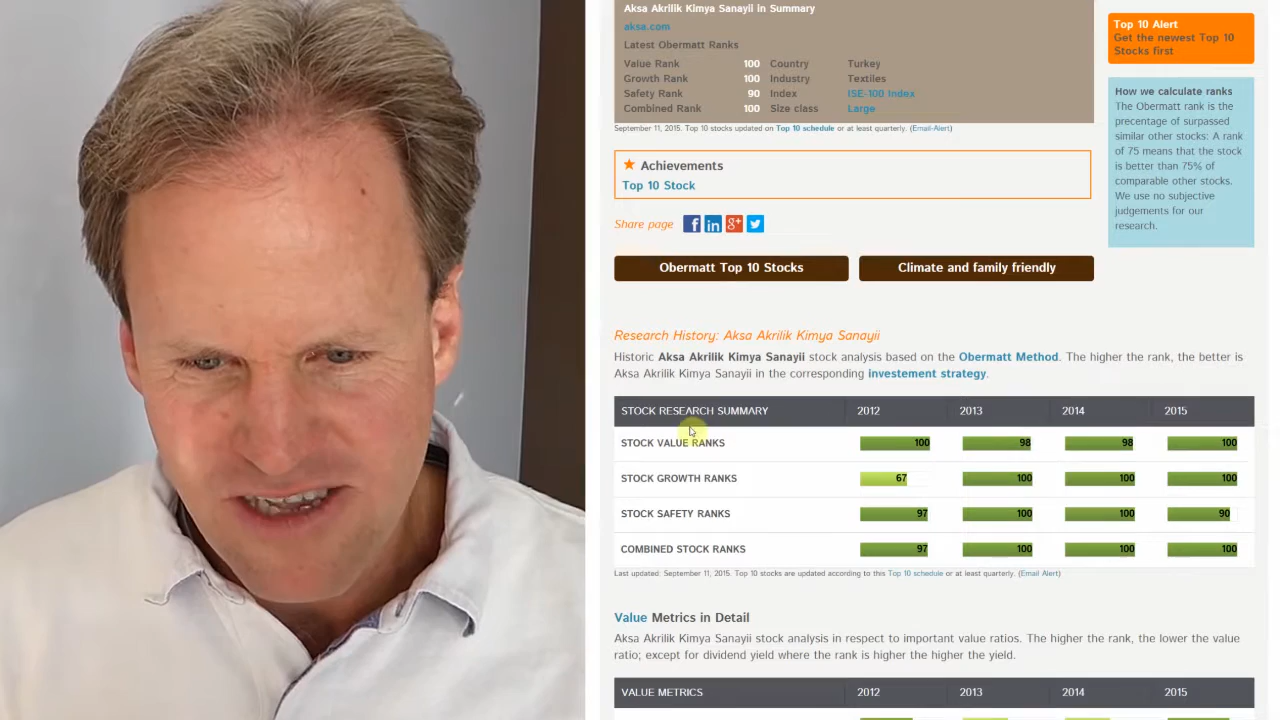 Aksa Akrilik Kimya Sanayii in Summary
aksa.com
Latest Obermatt Ranks
Value Rank 100 Country Turkey
Growth Rank 100 Industry Textiles
Safety Rank 90 Index ISE-100 Index
Combined Rank 100 Size class Large
September 11, 2015. Top 10 stocks updated on Top 10 schedule or at least quarterly. (Email-Alert)
Achievements
Top 10 Stock
Share page
Obermatt Top 10 Stocks Climate and family friendly
Top 10 Alert
Get the newest Top 10
Stocks first
How we calculate ranks
The Obermatt rank is the
precentage of surpassed
similar other stocks: A rank
of 75 means that the stock
is better than 75% of
comparable other stocks.
We use no subjective
judgements for our
research.
Research History: Aksa Akrilik Kimya Sanayii
Historic Aksa Akrilik Kimya Sanayii stock analysis based on the Obermatt Method. The higher the rank, the better is
Aksa Akrilik Kimya Sanayii in the corresponding investement strategy.
STOCK RESEARCH SUMMARY 2012 2013 2014 2015
STOCK VALUE RANKS 100 98 98 100
STOCK GROWTH RANKS 67 100 100 100
STOCK SAFETY RANKS 97 100 100 90
COMBINED STOCK RANKS 97 100 100 100
Last updated: September 11, 2015. Top 10 stocks are updated according to this Top 10 schedule or at least quarterly. (Email Alert)
Value Metrics in Detail
Aksa Akrilik Kimya Sanayii stock analysis in respect to important value ratios. The higher the rank, the lower the value
ratio; except for dividend yield where the rank is higher the higher the yield.
VALUE METRICS 2012 2013 2014 2015